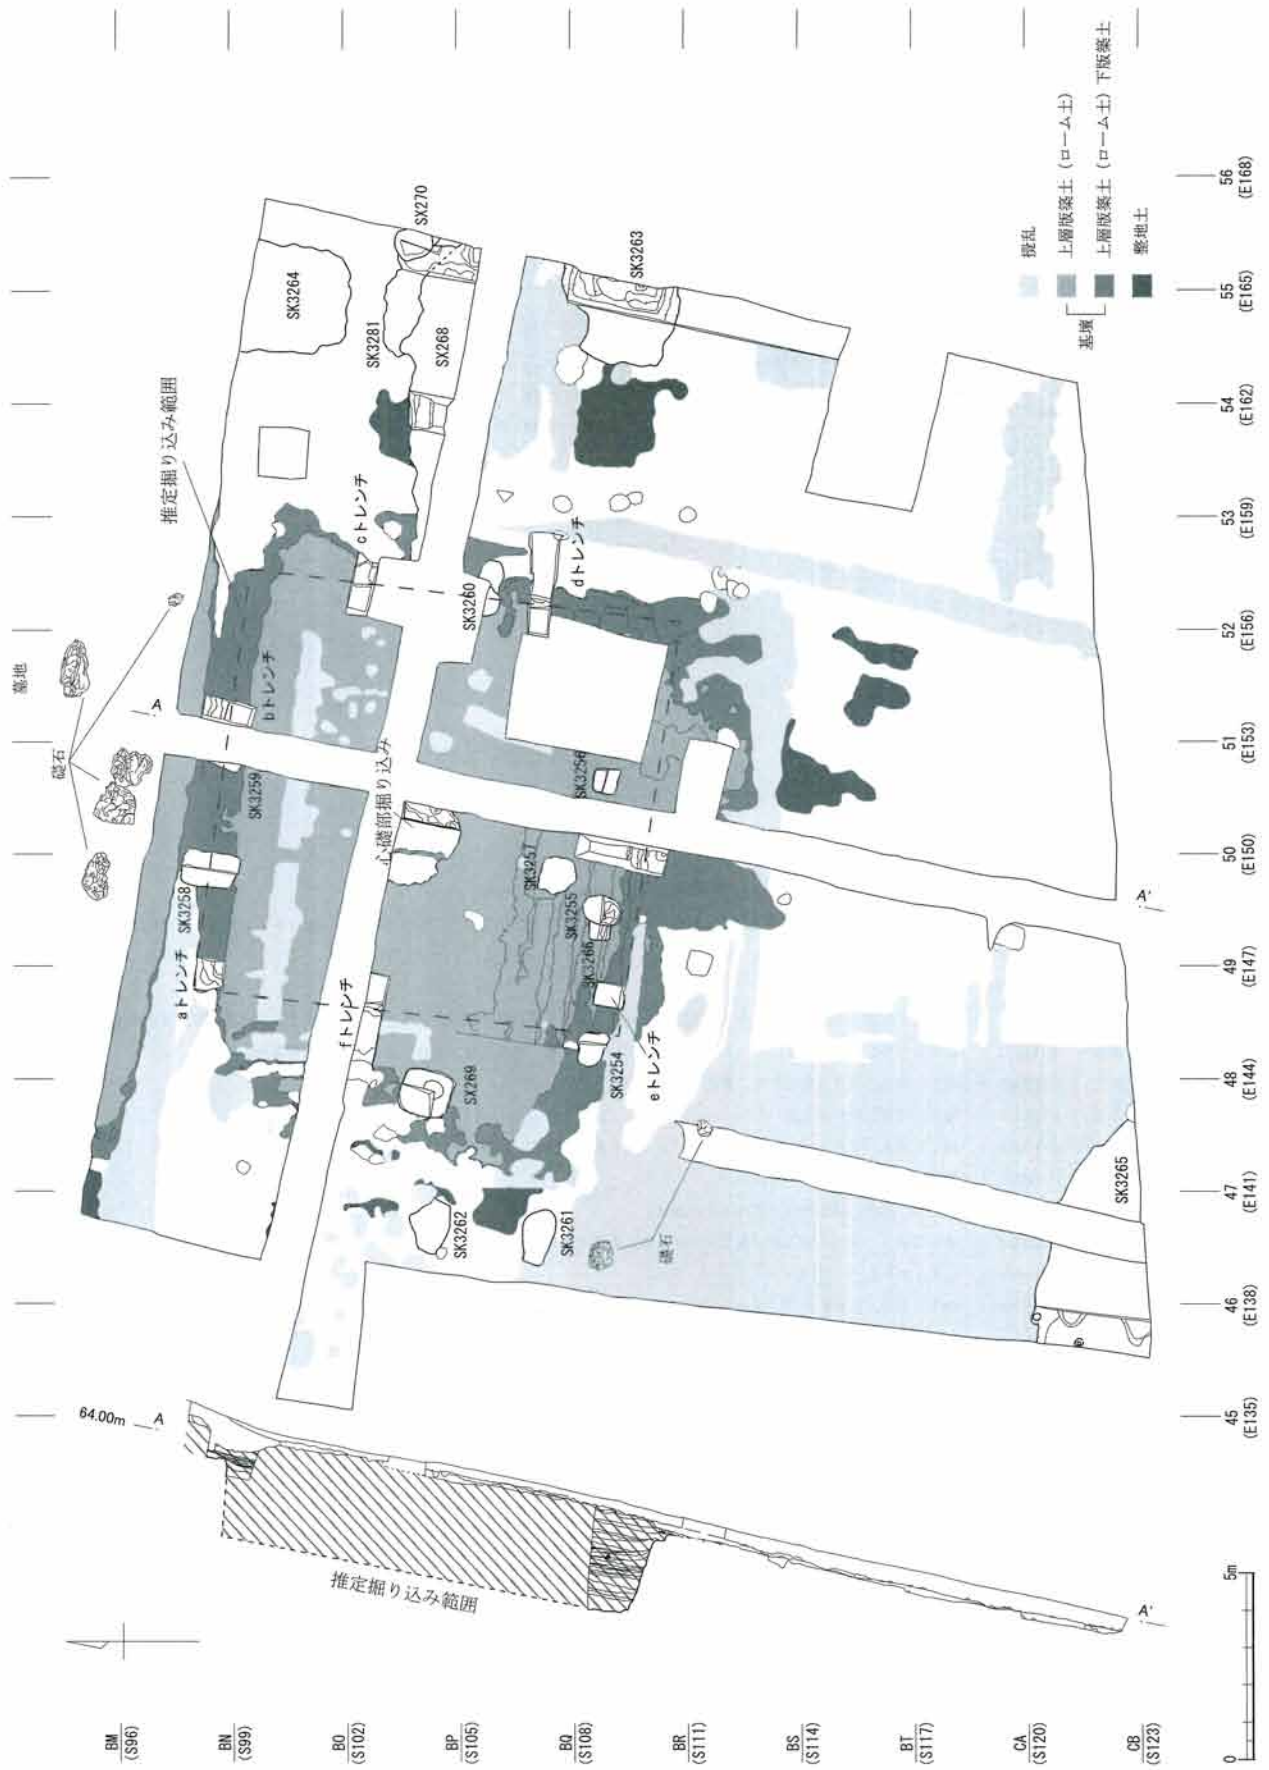 墓地
礎石
A
推定掘り込み範囲
SK3264
SK3281
SX270
SX268
SK3263
bトレンチ
cトレンチ
dトレンチ
SK3260
SK3259
SK3258
aトレンチ
fトレンチ
心礎部掘り込み
SK3256
SK3257
SK3255
SK3266
SK3254
eトレンチ
SX269
SK3262
SK3261
礎石
SK3265
A'
攪乱
上層版築土（ローム土）
上層版築土（ローム土）下版築土
基壇
整地土
56
(E168)
55
(E165)
54
(E162)
53
(E159)
52
(E156)
51
(E153)
50
(E150)
49
(E147)
48
(E144)
47
(E141)
46
(E138)
45
(E135)
64.00m
A
推定掘り込み範囲
A'
BM
(S96)
BN
(S99)
BO
(S102)
BP
(S105)
BQ
(S108)
BR
(S111)
BS
(S114)
BT
(S117)
CA
(S120)
CB
(S123)
0
5m